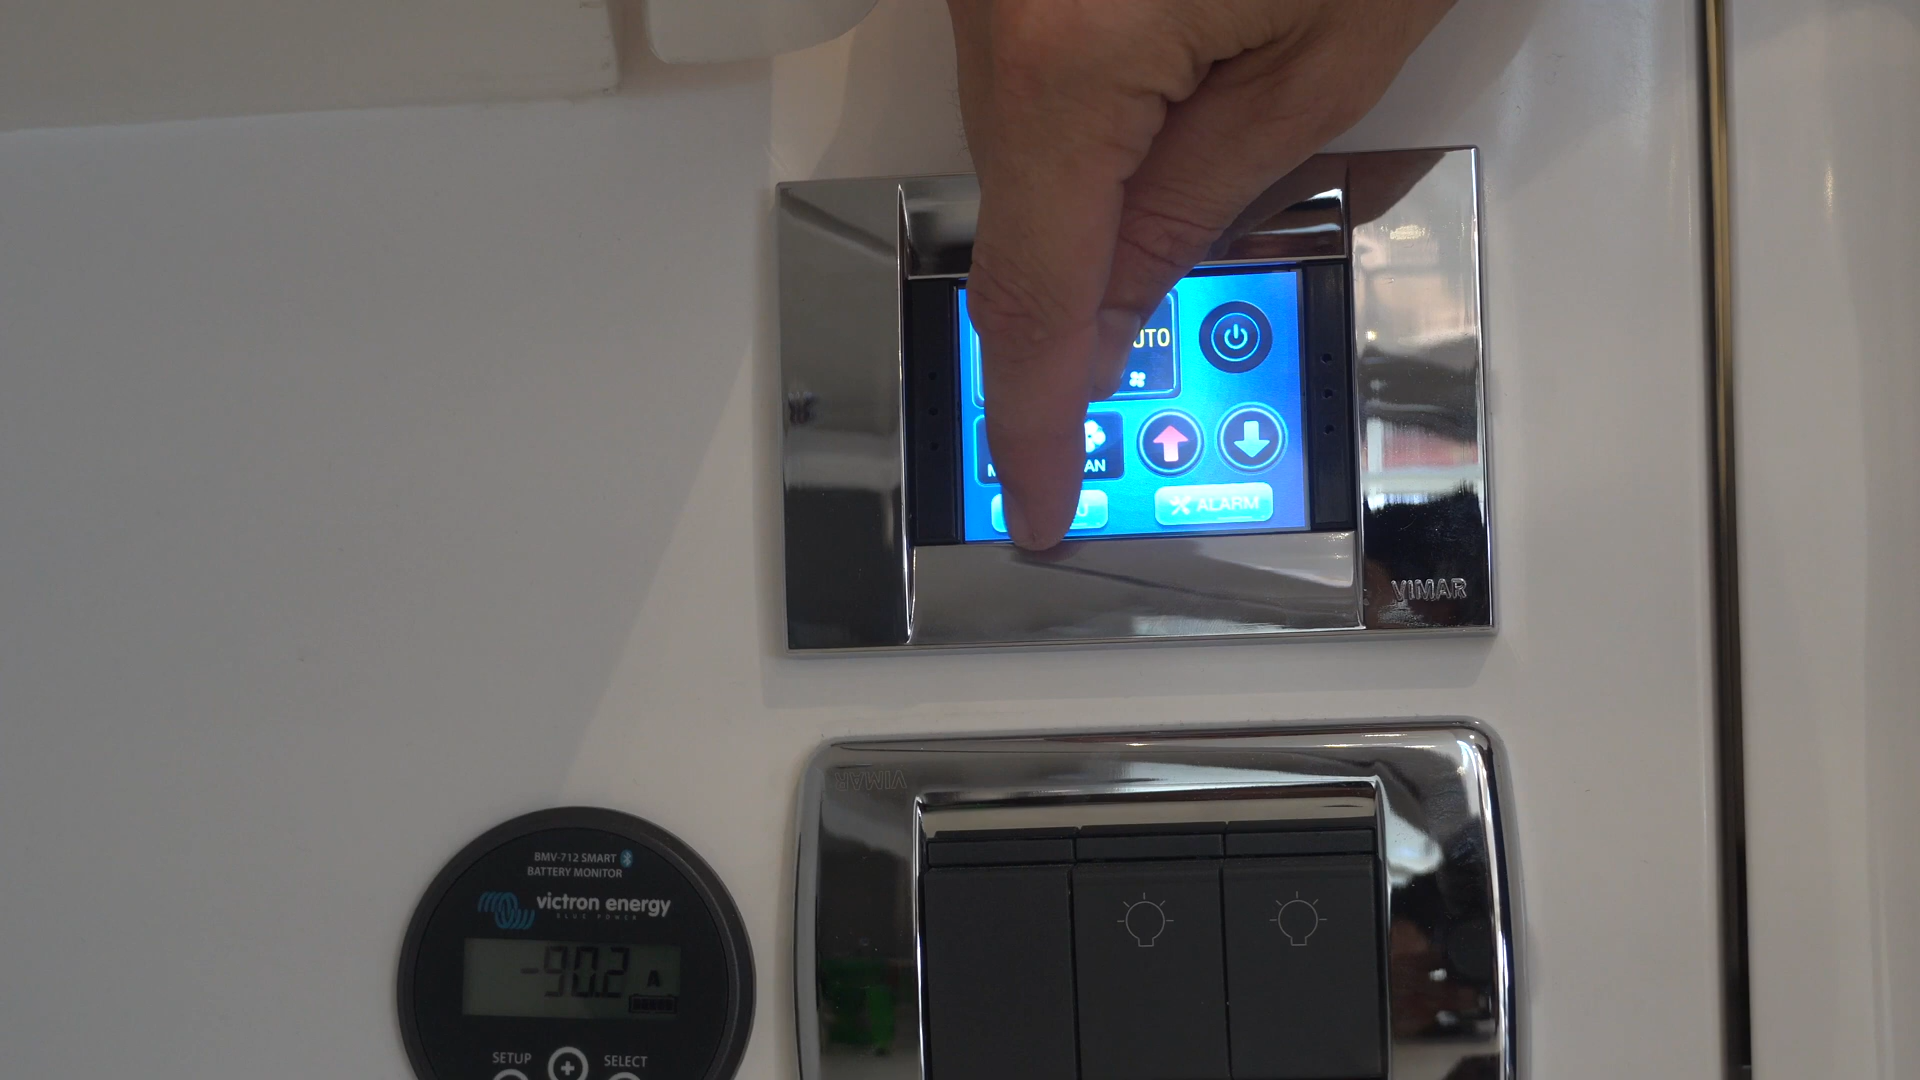 UTO
M
AN
U
ALARM
VIMAR
VIMAR
BMV-712 SMART
BATTERY MONITOR
victron energy
BLUE POWER
-90.2 A
SETUP
+
SELECT